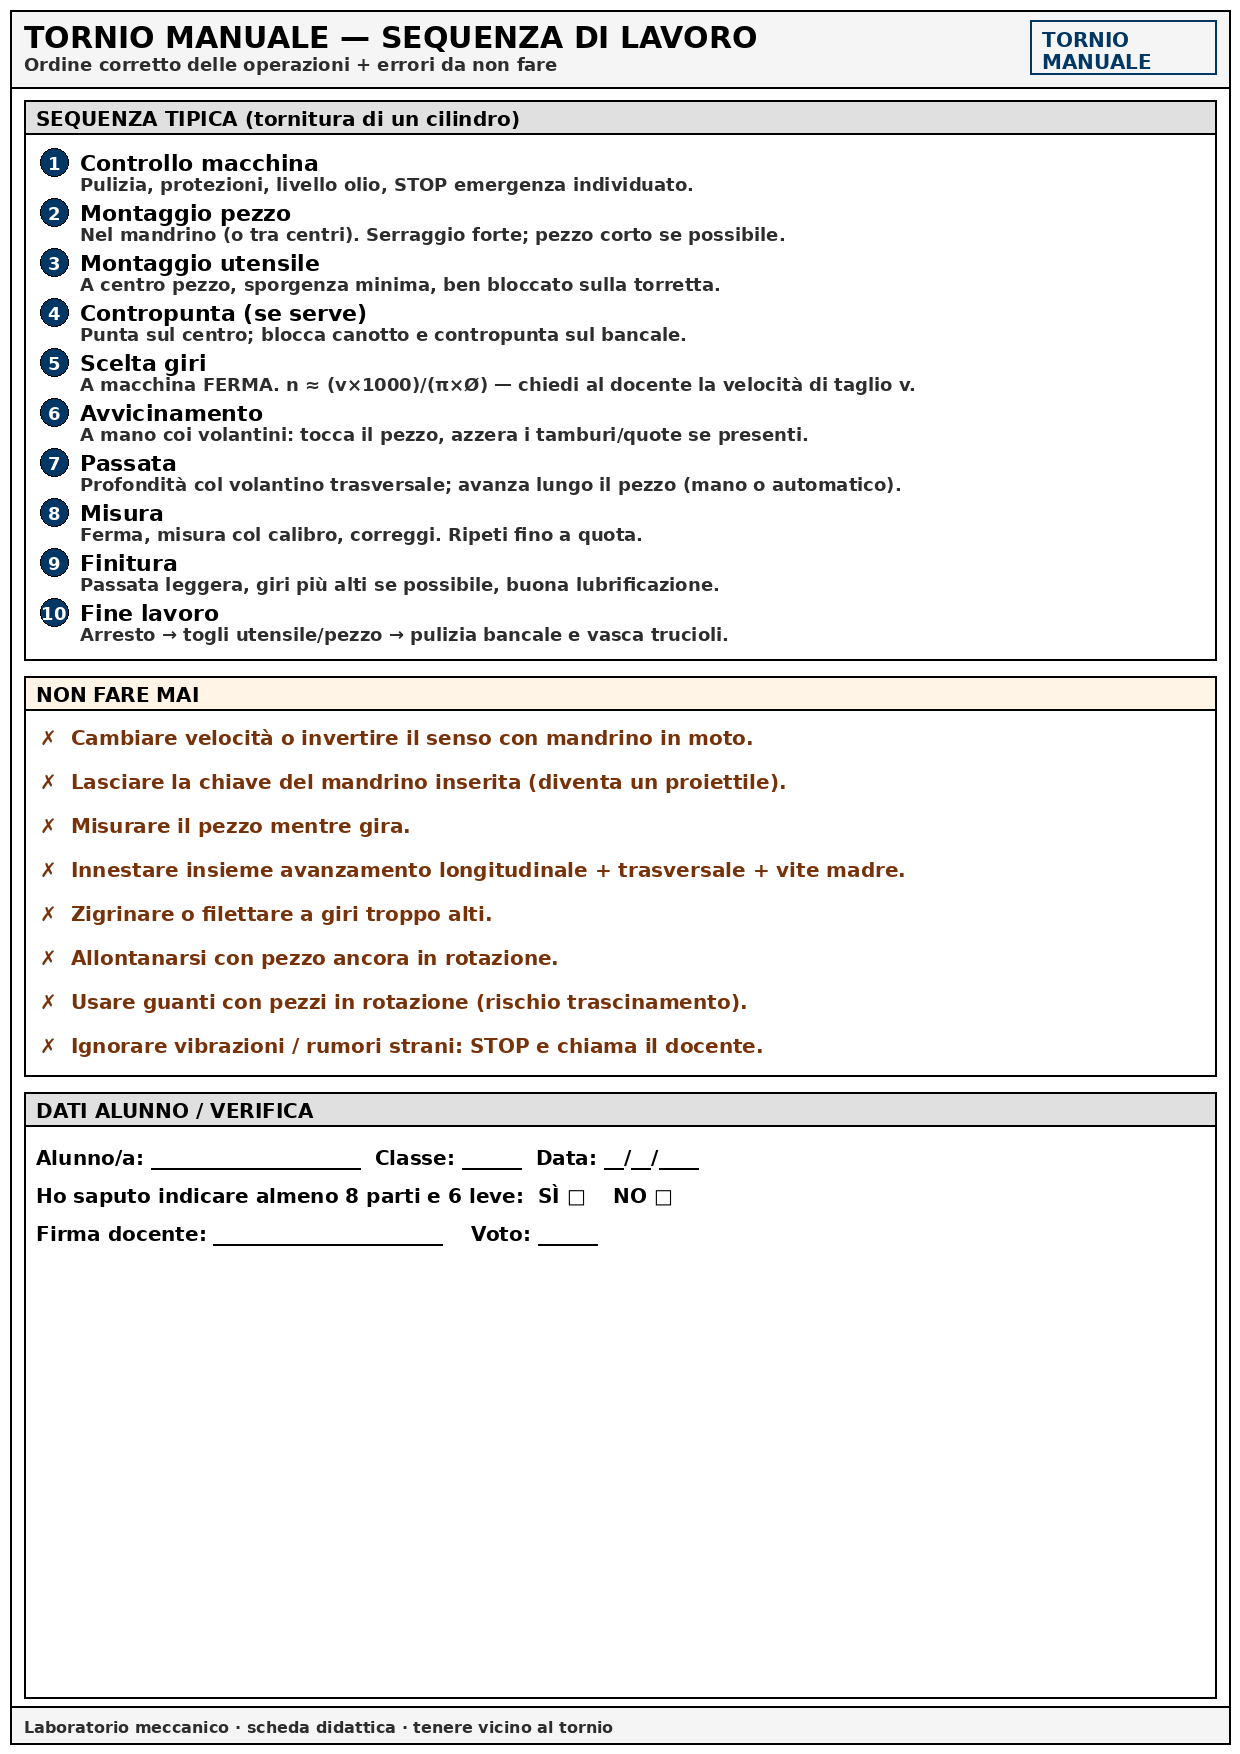 TORNIO MANUALE — SEQUENZA DI LAVORO
Ordine corretto delle operazioni + errori da non fare
TORNIO
MANUALE
SEQUENZA TIPICA (tornitura di un cilindro)
1 Controllo macchina
Pulizia, protezioni, livello olio, STOP emergenza individuato.
2 Montaggio pezzo
Nel mandrino (o tra centri). Serraggio forte; pezzo corto se possibile.
3 Montaggio utensile
A centro pezzo, sporgenza minima, ben bloccato sulla torretta.
4 Contropunta (se serve)
Punta sul centro; blocca canotto e contropunta sul bancale.
5 Scelta giri
A macchina FERMA. n ≈ (v×1000)/(π×Ø) — chiedi al docente la velocità di taglio v.
6 Avvicinamento
A mano coi volantini: tocca il pezzo, azzera i tamburi/quote se presenti.
7 Passata
Profondità col volantino trasversale; avanza lungo il pezzo (mano o automatico).
8 Misura
Ferma, misura col calibro, correggi. Ripeti fino a quota.
9 Finitura
Passata leggera, giri più alti se possibile, buona lubrificazione.
10 Fine lavoro
Arresto → togli utensile/pezzo → pulizia bancale e vasca trucioli.
NON FARE MAI
✗ Cambiare velocità o invertire il senso con mandrino in moto.
✗ Lasciare la chiave del mandrino inserita (diventa un proiettile).
✗ Misurare il pezzo mentre gira.
✗ Innestare insieme avanzamento longitudinale + trasversale + vite madre.
✗ Zigrinare o filettare a giri troppo alti.
✗ Allontanarsi con pezzo ancora in rotazione.
✗ Usare guanti con pezzi in rotazione (rischio trascinamento).
✗ Ignorare vibrazioni / rumori strani: STOP e chiama il docente.
DATI ALUNNO / VERIFICA
Alunno/a: _____________________ Classe: ______ Data: __/__/____
Ho saputo indicare almeno 8 parti e 6 leve: SÌ □ NO □
Firma docente: _______________________ Voto: ______
Laboratorio meccanico · scheda didattica · tenere vicino al tornio